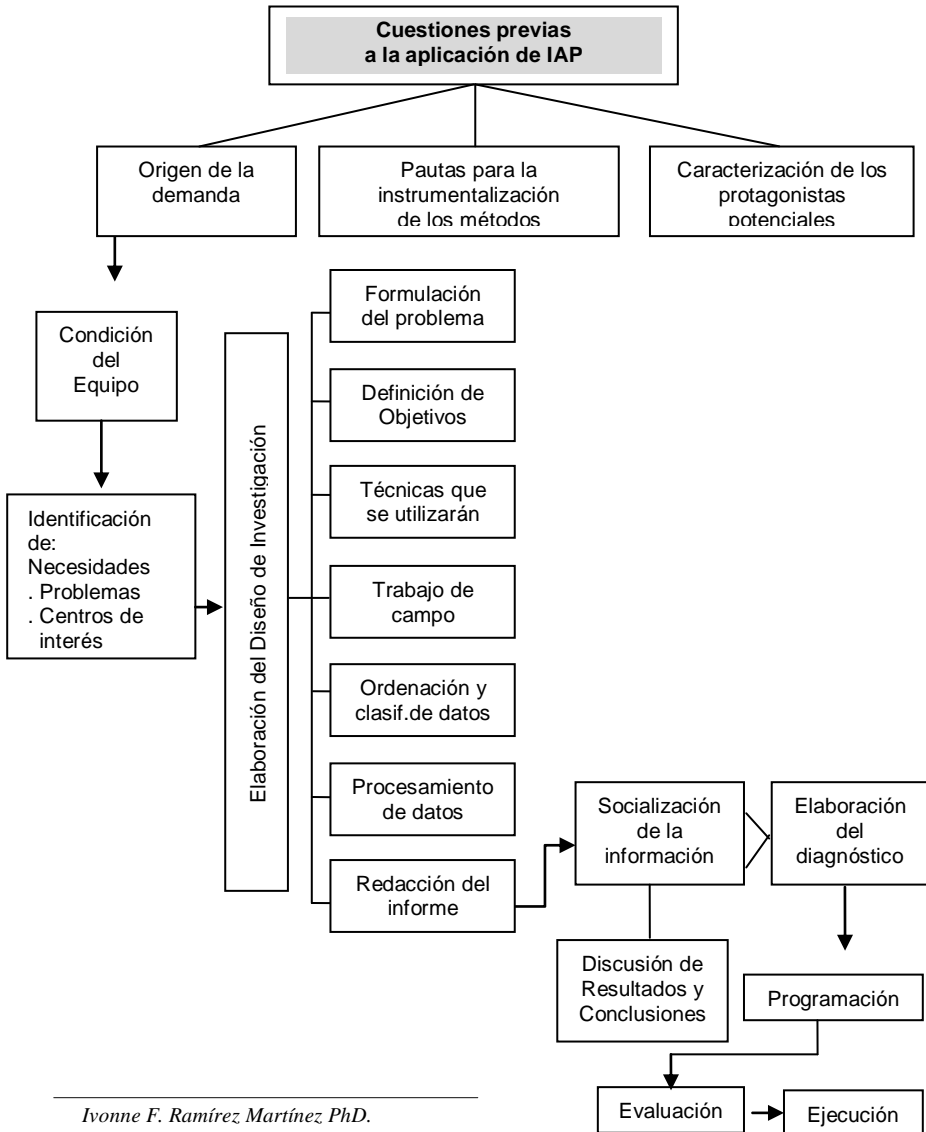 Cuestiones previas
a la aplicación de IAP
Origen de la
demanda
Pautas para la
instrumentalización
de los métodos
Caracterización de los
protagonistas
potenciales
Condición
del
Equipo
Identificación
de:
Necesidades
. Problemas
. Centros de
interés
Elaboración del Diseño de Investigación
Formulación
del problema
Definición de
Objetivos
Técnicas que
se utilizarán
Trabajo de
campo
Ordenación y
clasif.de datos
Procesamiento
de datos
Redacción del
informe
Socialización
de la
información
Elaboración
del
diagnóstico
Discusión de
Resultados y
Conclusiones
Programación
Evaluación
Ejecución
Ivonne F. Ramírez Martínez PhD.